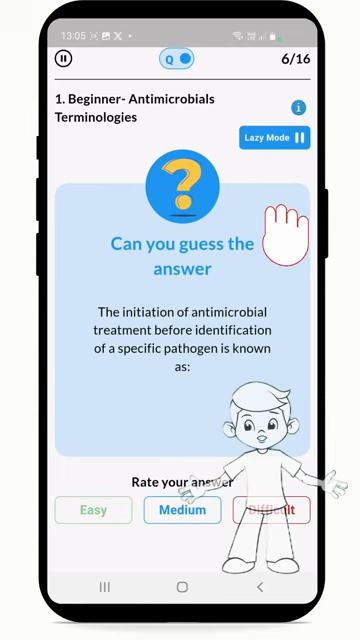 13:05
Q
6/16
1. Beginner- Antimicrobials
Terminologies
i
Lazy Mode
?
Can you guess the
answer
The initiation of antimicrobial
treatment before identification
of a specific pathogen is known
as:
Rate your answer
Easy
Medium
Difficult